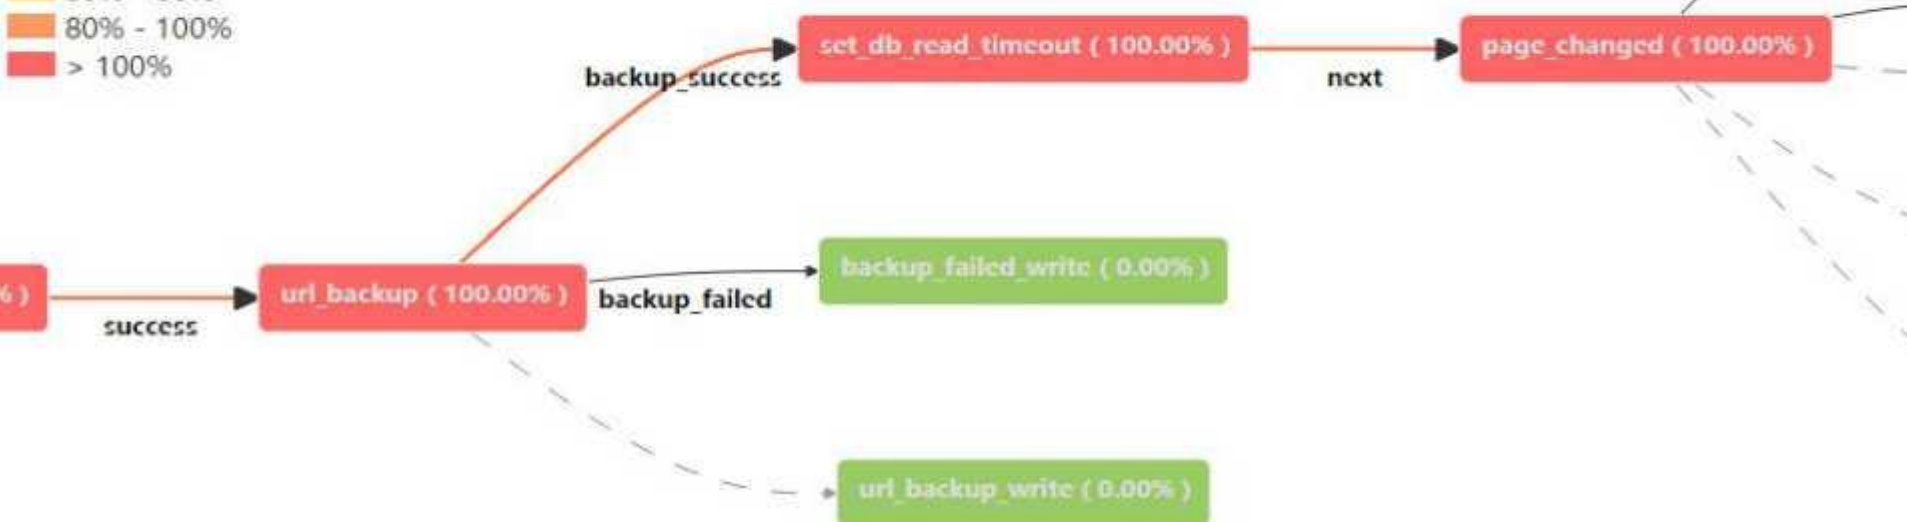 80% - 100%
> 100%
set_db_read_timeout ( 100.00% )
page_changed ( 100.00% )
backup_success
next
backup_failed_write ( 0.00% )
% )
url_backup ( 100.00% )
backup_failed
success
url_backup_write ( 0.00% )